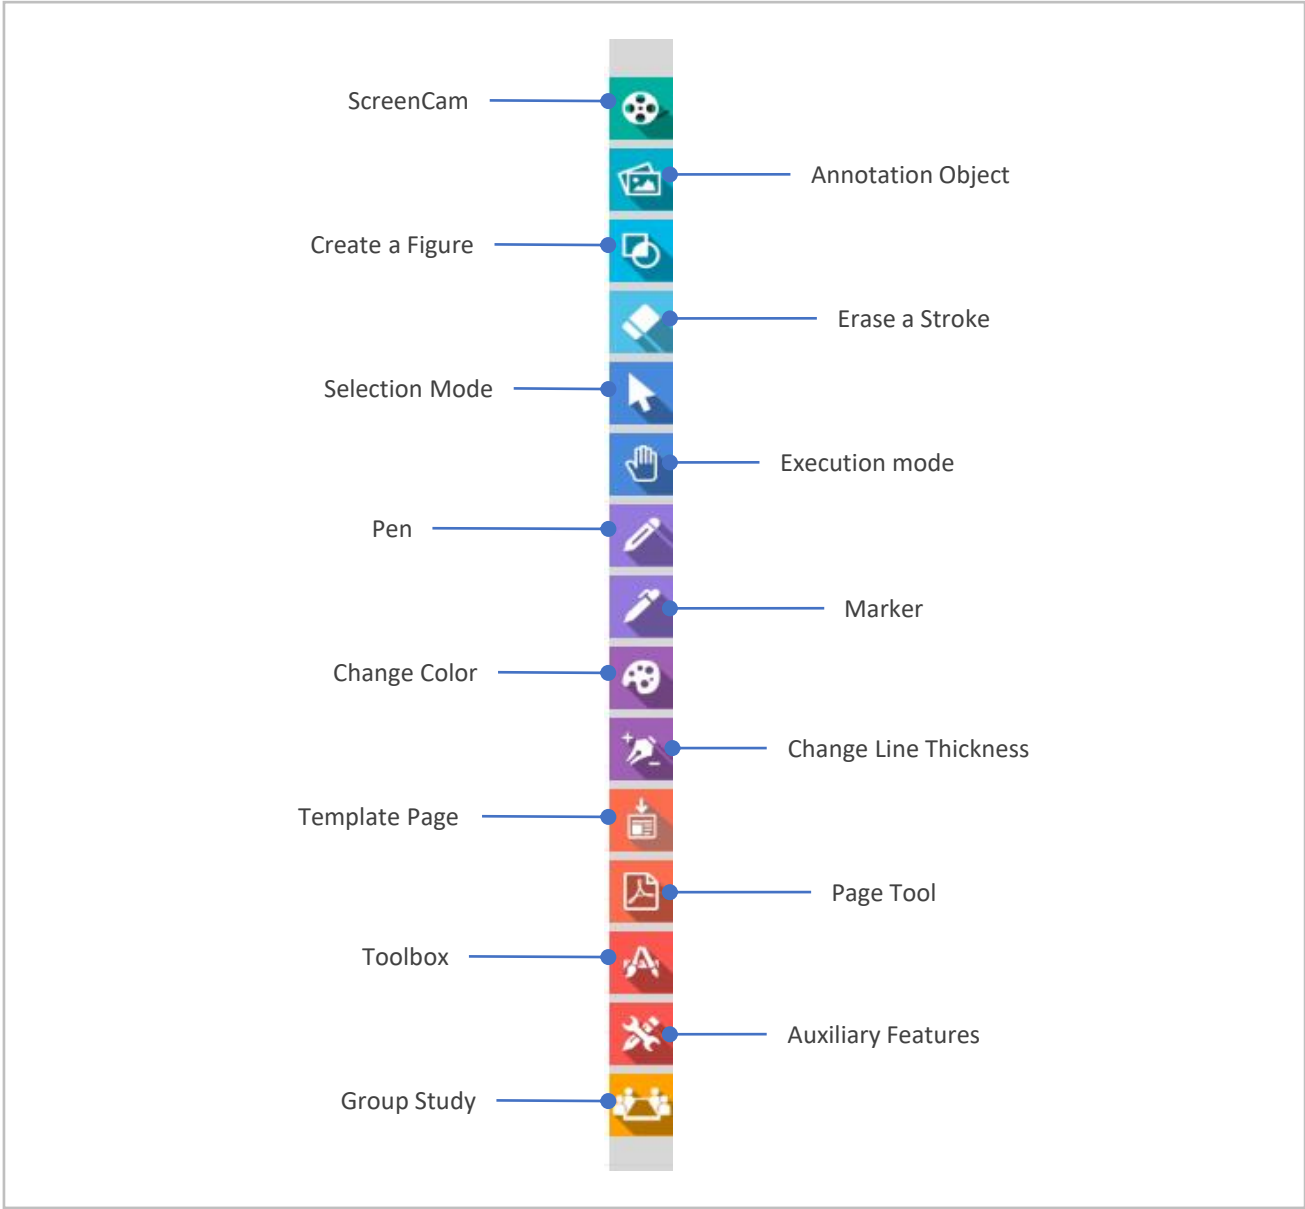 ScreenCam
Annotation Object
Create a Figure
Erase a Stroke
Selection Mode
Execution mode
Pen
Marker
Change Color
Change Line Thickness
Template Page
Page Tool
Toolbox
Auxiliary Features
Group Study